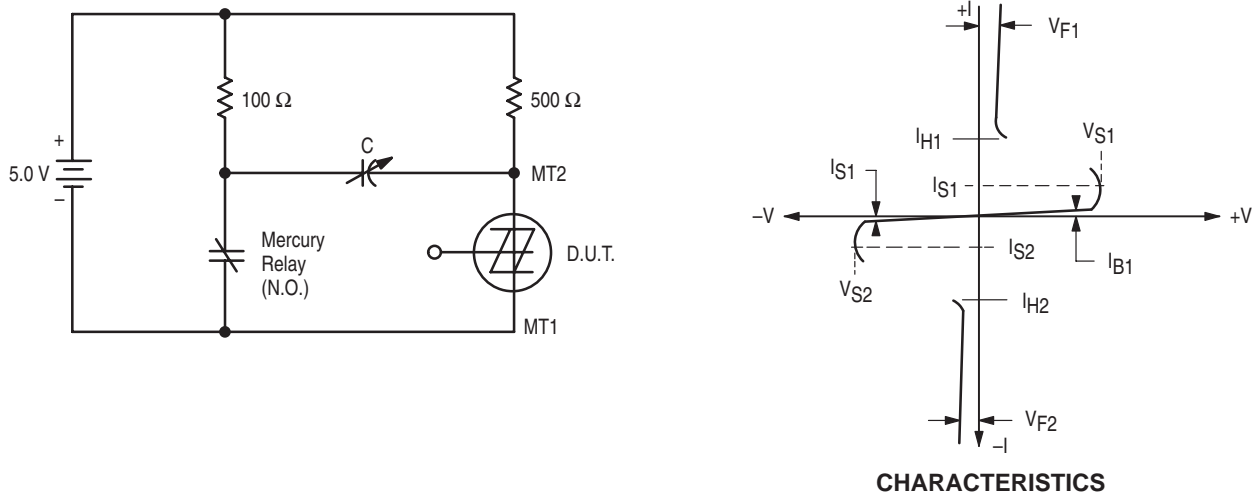 100 Ω
500 Ω
C
MT2
+
5.0 V
–
Mercury
Relay
(N.O.)
D.U.T.
MT1
+I
VF1
IH1
VS1
IS1
IS1
–V
+V
IS2
IB1
VS2
IH2
VF2
–I
CHARACTERISTICS